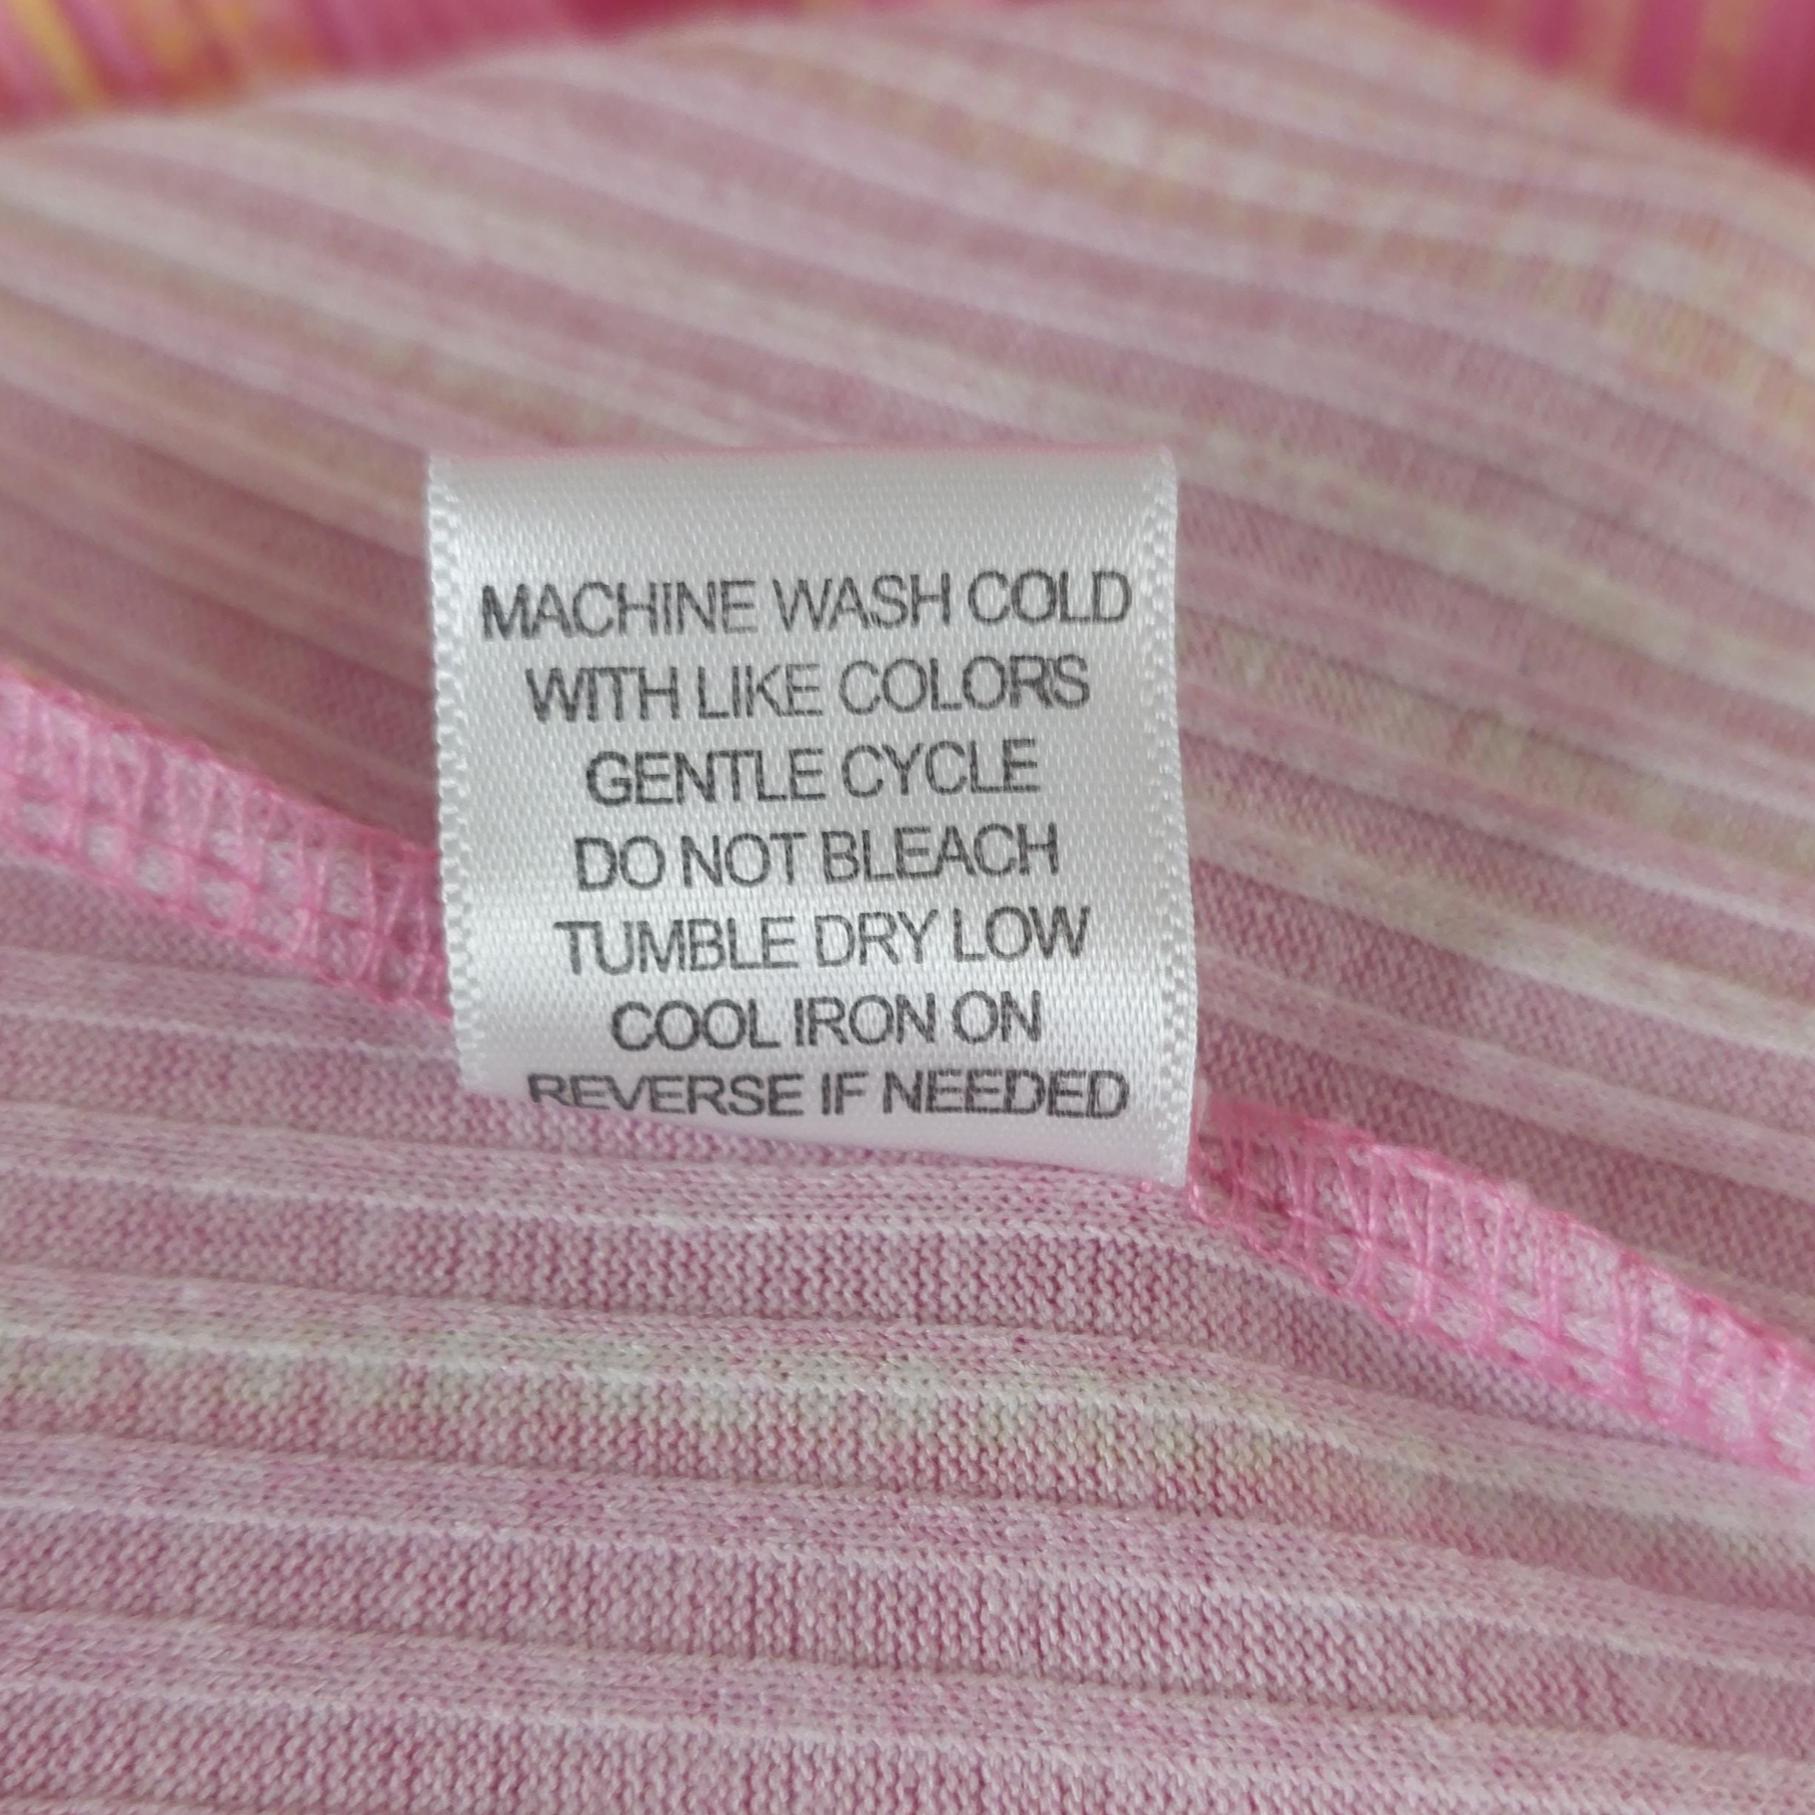 MACHINE WASH COLD
WITH LIKE COLORS
GENTLE CYCLE
DO NOT BLEACH
TUMBLE DRY LOW
COOL IRON ON
REVERSE IF NEEDED